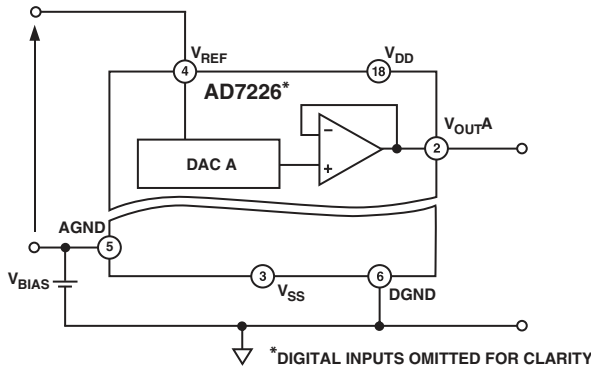 VREF
VDD
4
18
AD7226*
VOUTA
−
+
2
DAC A
AGND
5
VBIAS
3
6
VSS
DGND
*DIGITAL INPUTS OMITTED FOR CLARITY